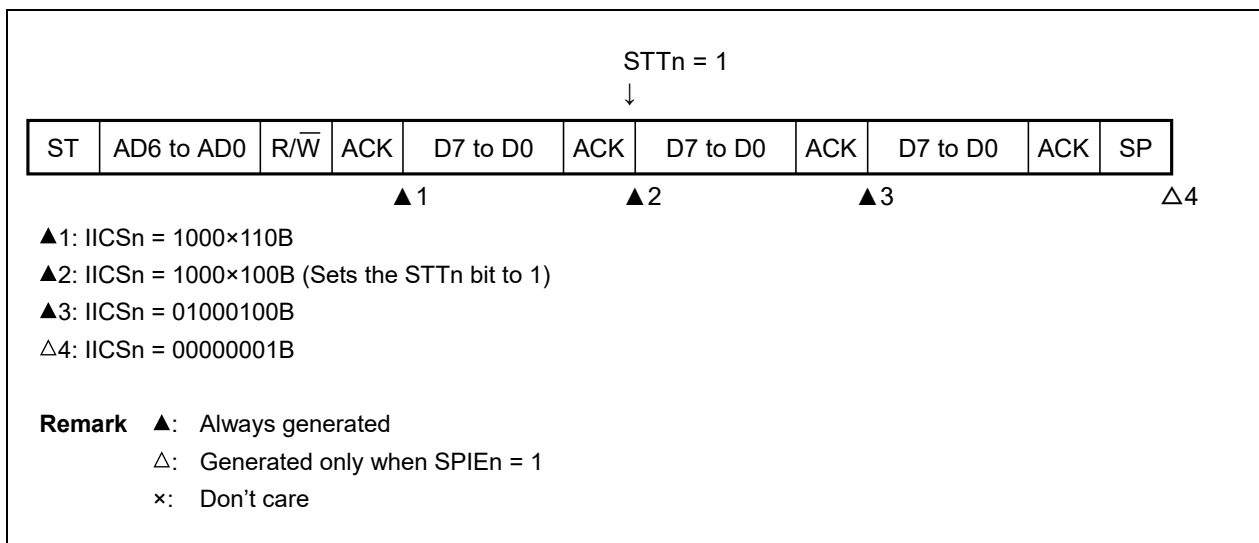 STTn = 1
↓
ST AD6 to AD0 R/W̅ ACK D7 to D0 ACK D7 to D0 ACK D7 to D0 ACK SP
▲1 ▲2 ▲3 △4
▲1: IICSn = 1000×110B
▲2: IICSn = 1000×100B (Sets the STTn bit to 1)
▲3: IICSn = 01000100B
△4: IICSn = 00000001B
Remark ▲: Always generated
△: Generated only when SPIEn = 1
×: Don't care